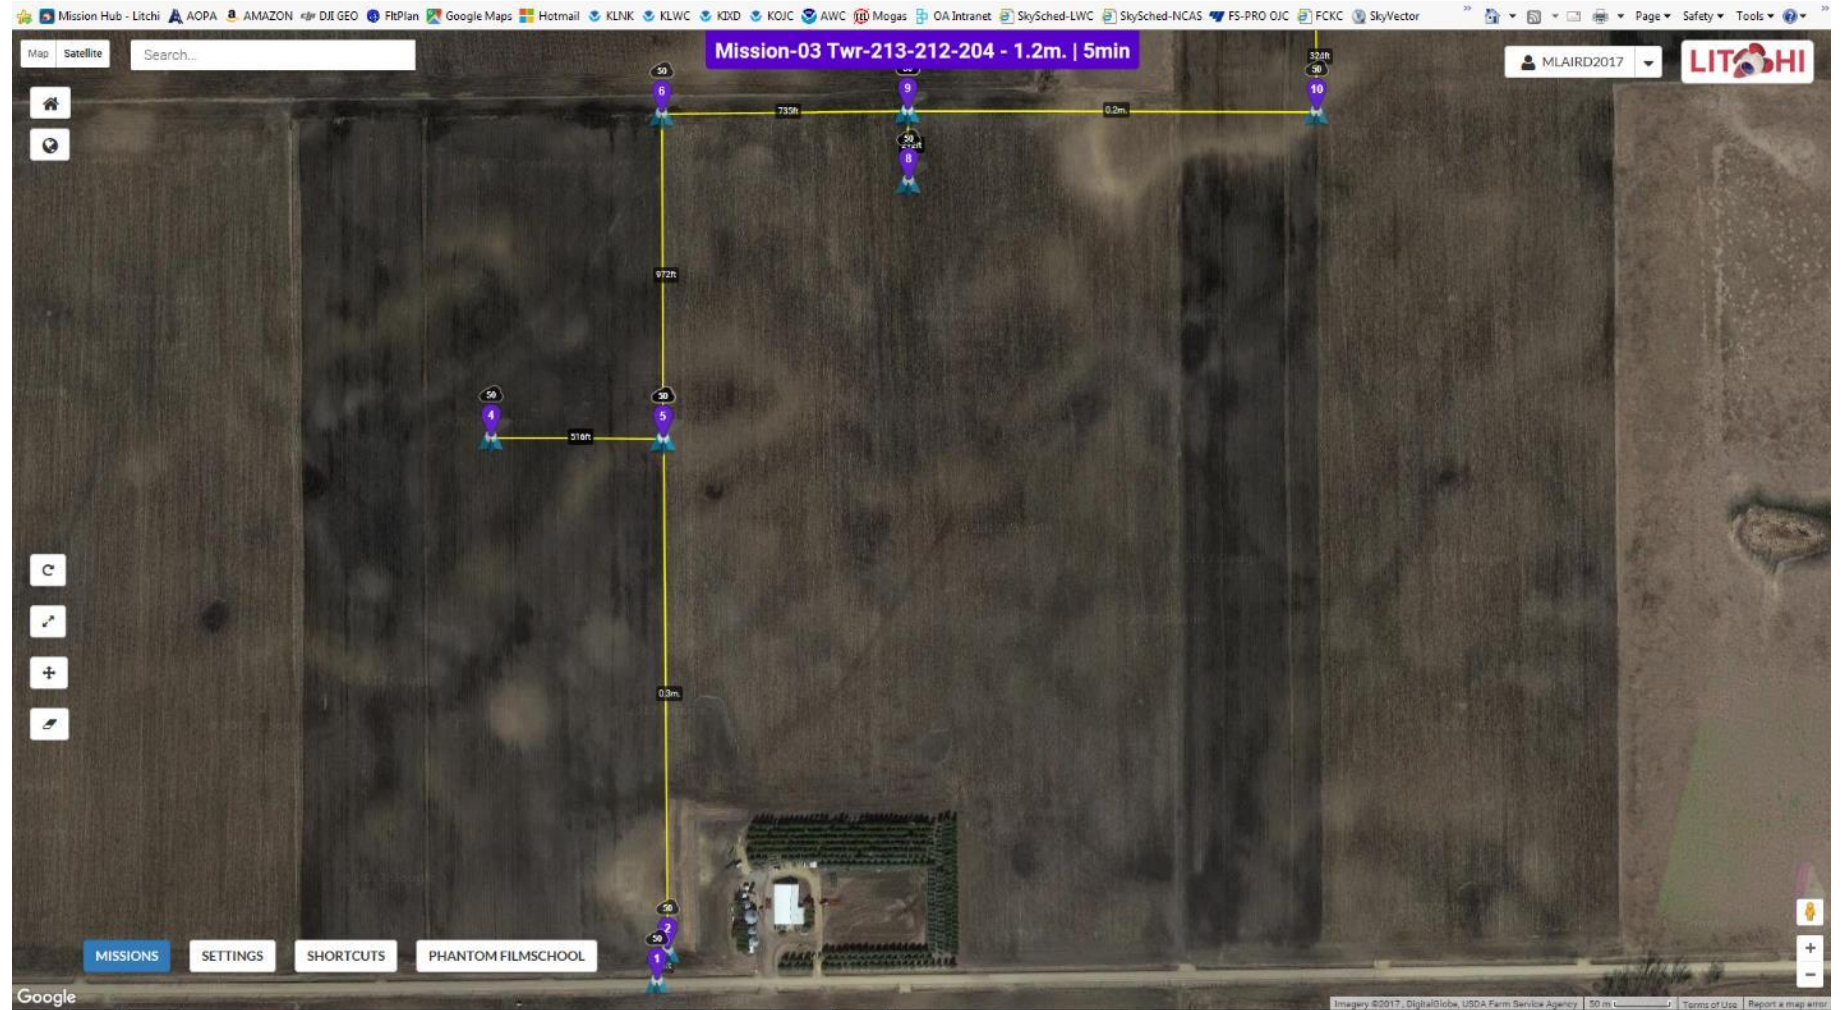 Mission Hub - Litchi AOPA AMAZON DJI GEO FltPlan Google Maps Hotmail KLNK KLWC KIXD KOJC AWC Mogas OA Intranet SkySched-LWC SkySched-NCAS FS-PRO OJC FCKC SkyVector » Page Safety Tools »
Map Satellite
Search...
Mission-03 Twr-213-212-204 - 1.2m. | 5min
MLAIRD2017
LITCHI
324ft
50
6
50
9
50
10
735ft
0.2m.
50
8
972ft
50
4
50
5
516ft
0.3m.
50
2
50
1
MISSIONS SETTINGS SHORTCUTS PHANTOM FILMSCHOOL
Google
Imagery ©2017, DigitalGlobe, USDA Farm Service Agency 50 m Terms of Use Report a map error